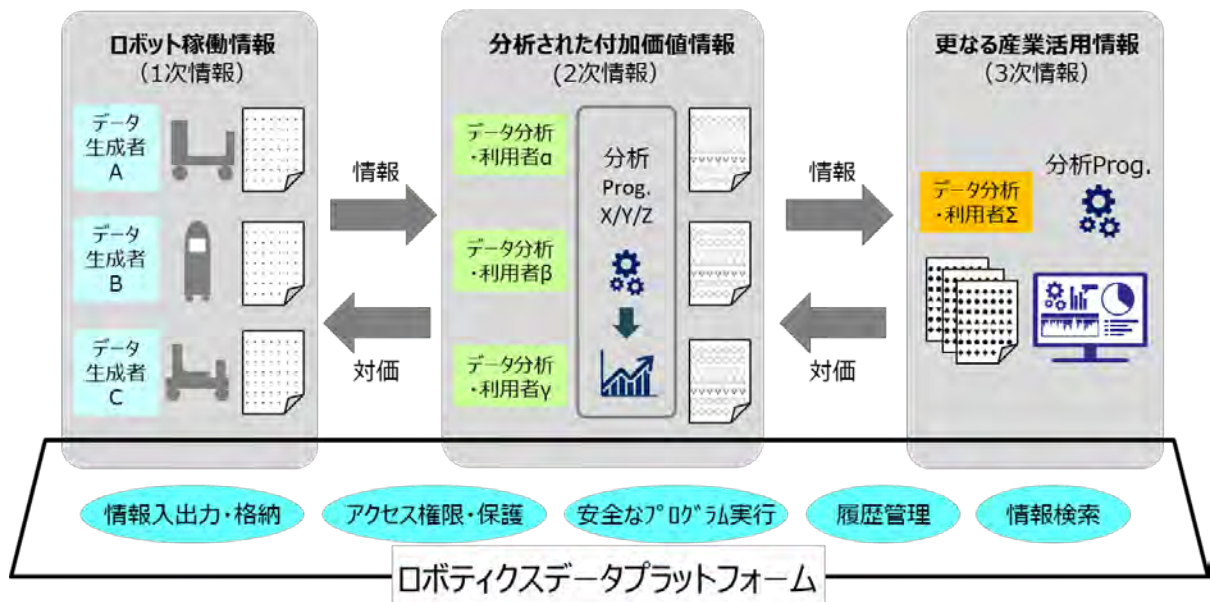 ロボット稼働情報
（1次情報）
データ
生成者
A
データ
生成者
B
データ
生成者
C
情報
対価
分析された付加価値情報
(2次情報）
データ分析
・利用者α
データ分析
・利用者β
データ分析
・利用者γ
分析
Prog.
X/Y/Z
情報
対価
更なる産業活用情報
（3次情報）
データ分析
・利用者Σ
分析Prog.
情報入出力・格納
アクセス権限・保護
安全なﾌﾟﾛｸﾞﾗﾑ実行
履歴管理
情報検索
ロボティクスデータプラットフォーム